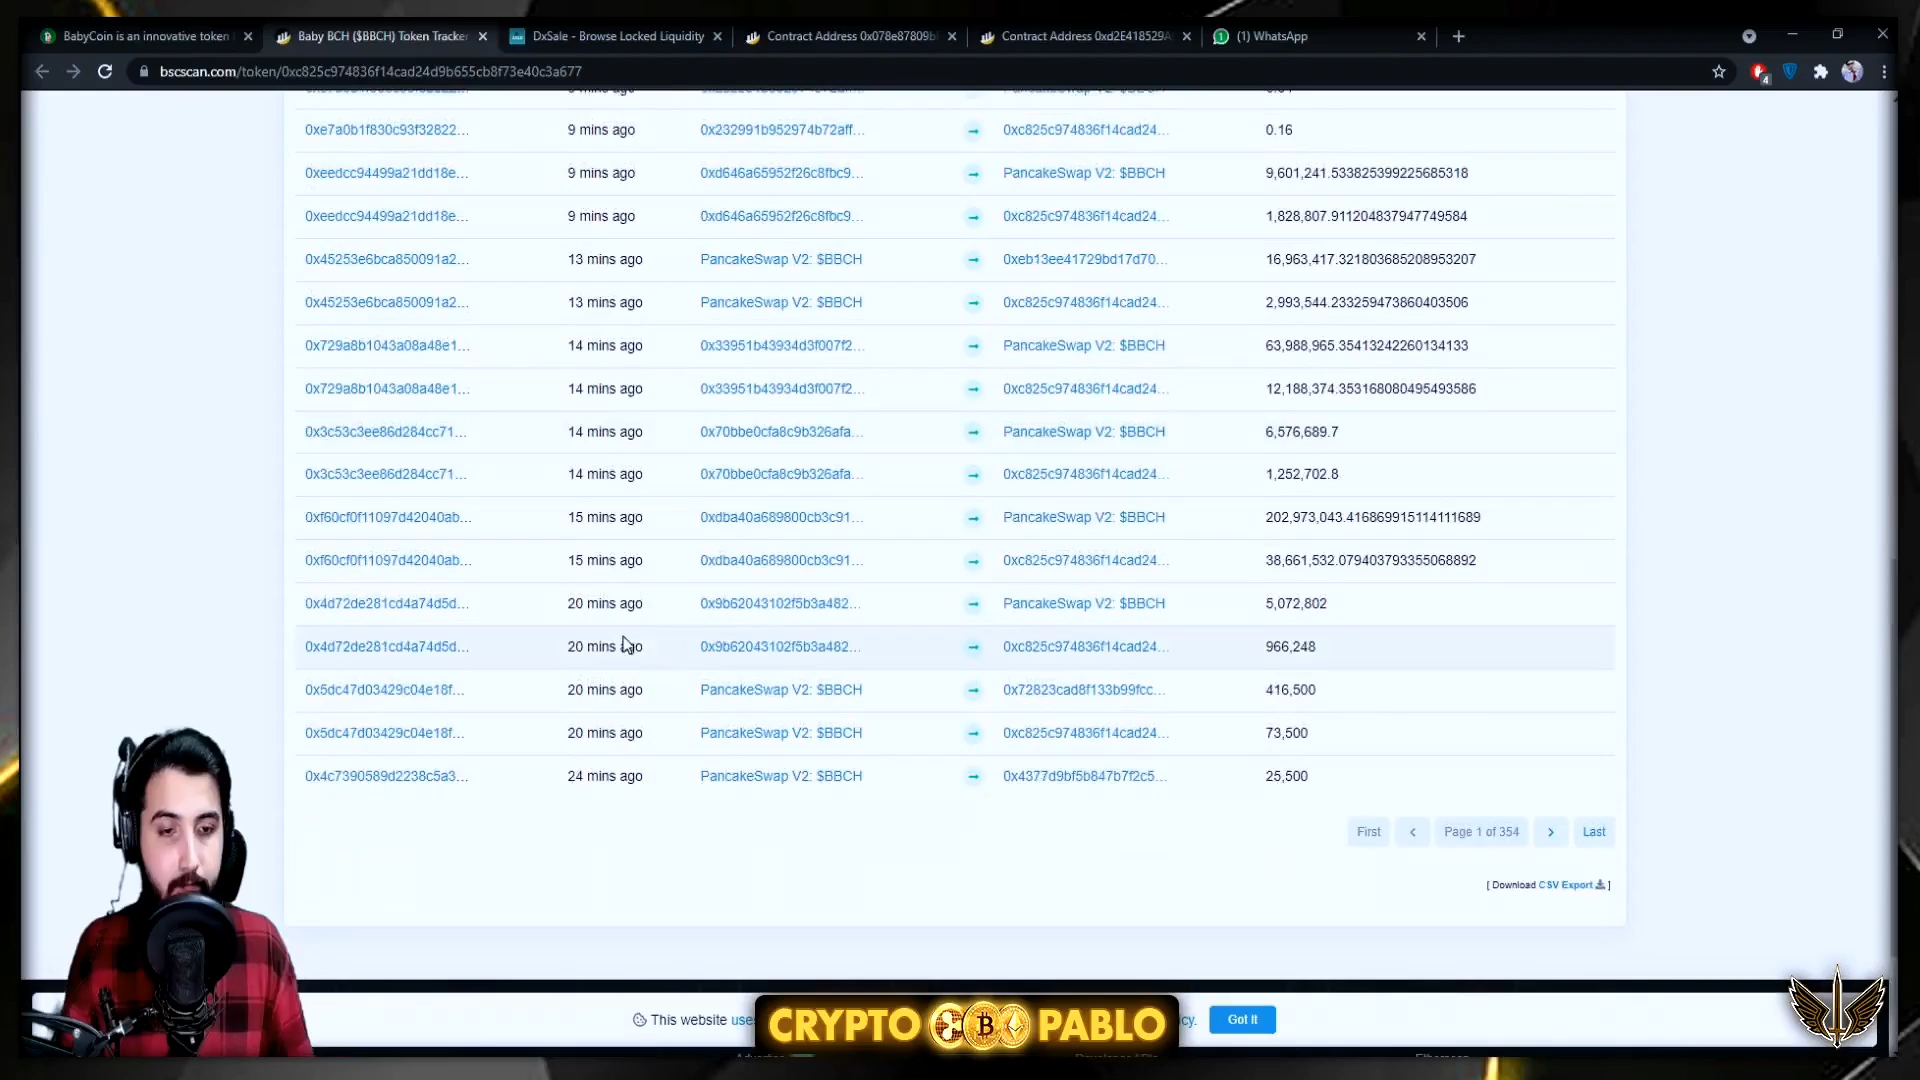 BabyCoin is an innovative token
Baby BCH ($BBCH) Token Tracker
DxSale - Browse Locked Liquidity
Contract Address 0x078e87809b
Contract Address 0xd2E418529A
(1) WhatsApp
bscscan.com/token/0xc825c974836f14cad24d9b655cb8f73e40c3a677
4
0xe7a0b1f830c93f32822... 9 mins ago 0x232991b952974b72aff... 0xc825c974836f14cad24... 0.16
0xeedcc94499a21dd18e... 9 mins ago 0xd646a65952f26c8fbc9... PancakeSwap V2: $BBCH 9,601,241.533825399225685318
0xeedcc94499a21dd18e... 9 mins ago 0xd646a65952f26c8fbc9... 0xc825c974836f14cad24... 1,828,807.911204837947749584
0x45253e6bca850091a2... 13 mins ago PancakeSwap V2: $BBCH 0xeb13ee41729bd17d70... 16,963,417.321803685208953207
0x45253e6bca850091a2... 13 mins ago PancakeSwap V2: $BBCH 0xc825c974836f14cad24... 2,993,544.233259473860403506
0x729a8b1043a08a48e1... 14 mins ago 0x33951b43934d3f007f2... PancakeSwap V2: $BBCH 63,988,965.35413242260134133
0x729a8b1043a08a48e1... 14 mins ago 0x33951b43934d3f007f2... 0xc825c974836f14cad24... 12,188,374.353168080495493586
0x3c53c3ee86d284cc71... 14 mins ago 0x70bbe0cfa8c9b326afa... PancakeSwap V2: $BBCH 6,576,689.7
0x3c53c3ee86d284cc71... 14 mins ago 0x70bbe0cfa8c9b326afa... 0xc825c974836f14cad24... 1,252,702.8
0xf60cf0f11097d42040ab... 15 mins ago 0xdba40a689800cb3c91... PancakeSwap V2: $BBCH 202,973,043.416869915114111689
0xf60cf0f11097d42040ab... 15 mins ago 0xdba40a689800cb3c91... 0xc825c974836f14cad24... 38,661,532.079403793355068892
0x4d72de281cd4a74d5d... 20 mins ago 0x9b62043102f5b3a482... PancakeSwap V2: $BBCH 5,072,802
0x4d72de281cd4a74d5d... 20 mins ago 0x9b62043102f5b3a482... 0xc825c974836f14cad24... 966,248
0x5dc47d03429c04e18f... 20 mins ago PancakeSwap V2: $BBCH 0x72823cad8f133b99fcc... 416,500
0x5dc47d03429c04e18f... 20 mins ago PancakeSwap V2: $BBCH 0xc825c974836f14cad24... 73,500
0x4c7390589d2238c5a3... 24 mins ago PancakeSwap V2: $BBCH 0x4377d9bf5b847b7f2c5... 25,500
First Page 1 of 354 Last
[ Download CSV Export ]
This website uses
Got It
CRYPTO PABLO